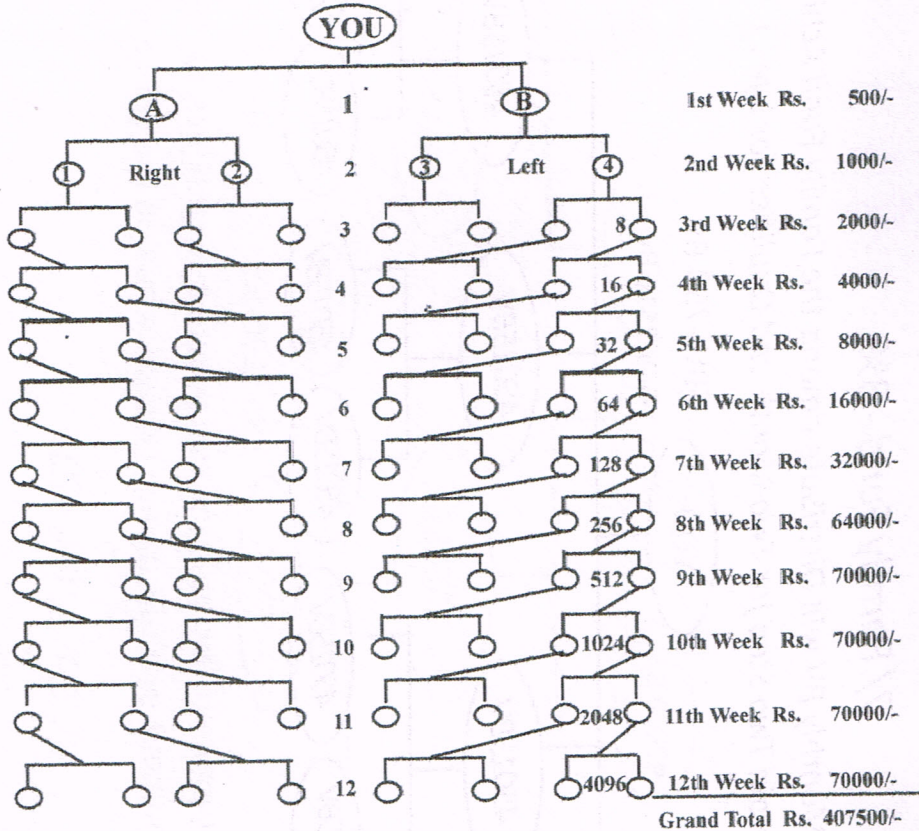 YOU
A 1 B 1st Week Rs. 500/-
1 Right 2 2 3 Left 4 2nd Week Rs. 1000/-
3 8 3rd Week Rs. 2000/-
4 16 4th Week Rs. 4000/-
5 32 5th Week Rs. 8000/-
6 64 6th Week Rs. 16000/-
7 128 7th Week Rs. 32000/-
8 256 8th Week Rs. 64000/-
9 512 9th Week Rs. 70000/-
10 1024 10th Week Rs. 70000/-
11 2048 11th Week Rs. 70000/-
12 4096 12th Week Rs. 70000/-
Grand Total Rs. 407500/-